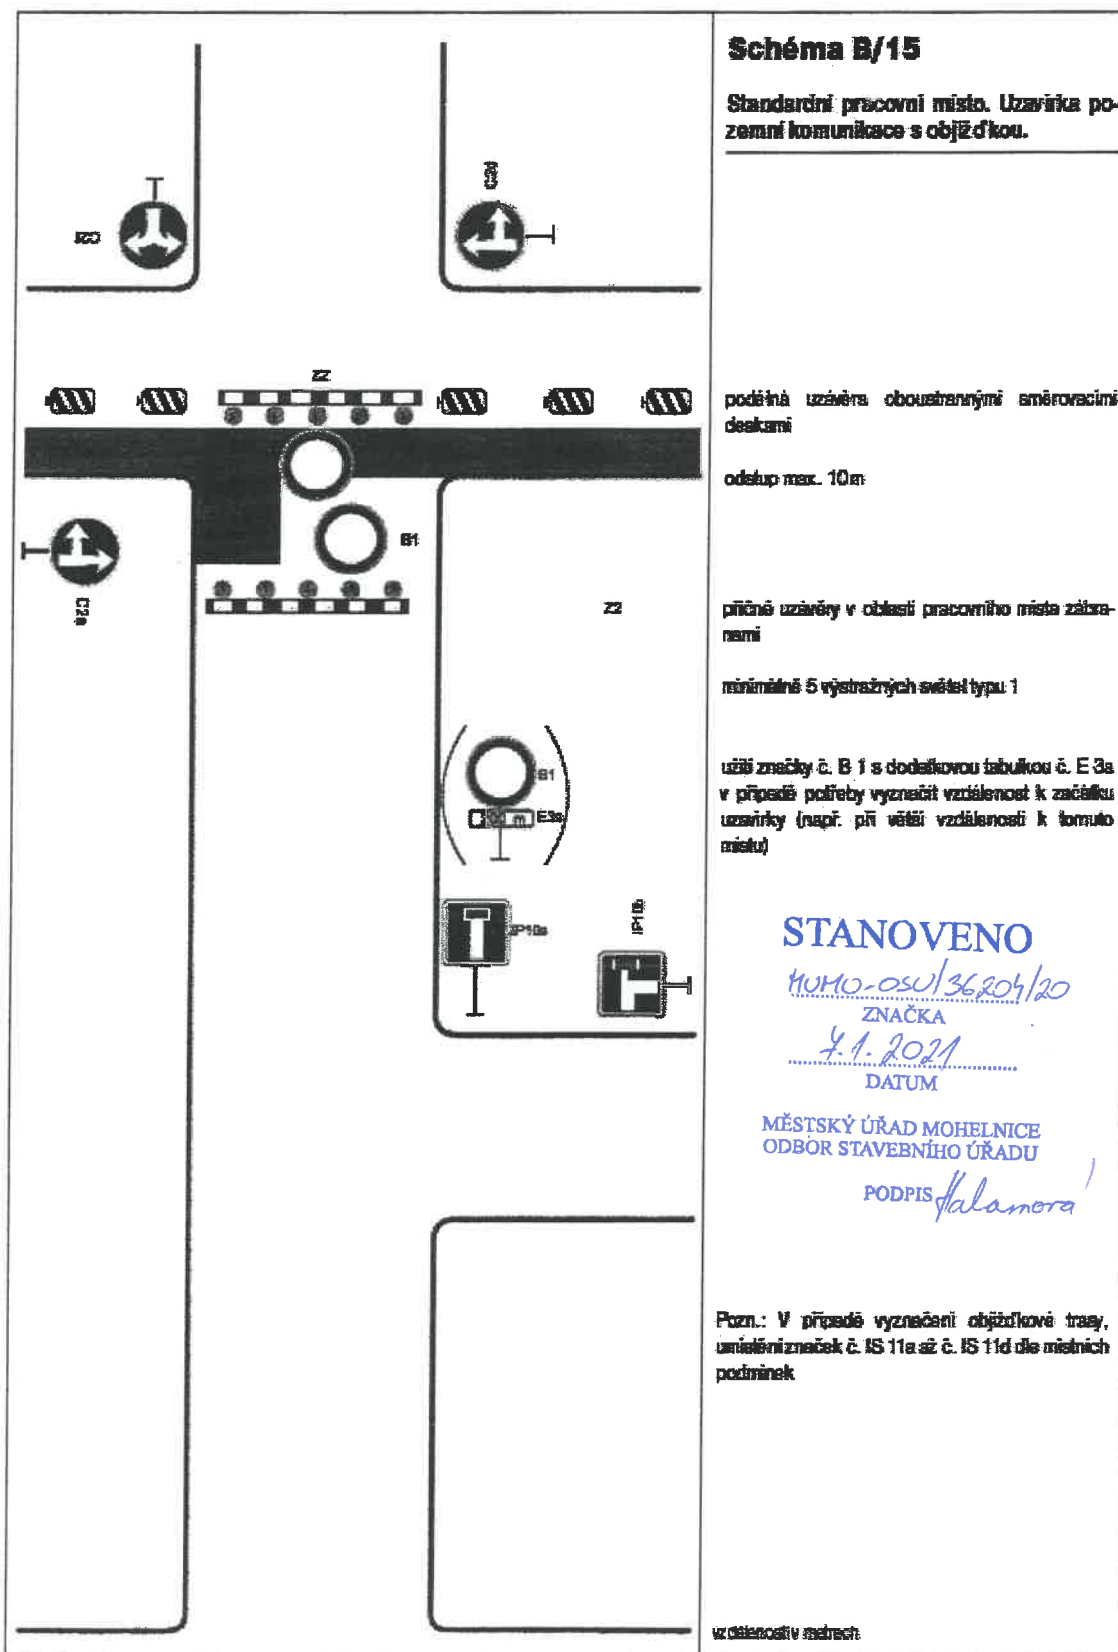 Schéma B/15
Standardní pracovní místo. Uzavírka po-
zemní komunikace s objížďkou.
C2f
Z2
podélná uzávěra oboustrannými směrovacími
deskami
odstup max. 10m
B1
C2e
Z2
příčné uzávěry v oblasti pracovního místa zábra-
nami
minimálně 5 výstražných světel typu 1
B1
E3a
m
užití značky č. B 1 s dodatkovou tabulkou č. E 3a
v případě potřeby vyznačit vzdálenost k začátku
uzavírky (např. při větší vzdálenosti k tomuto
místu)
IP10a
IP10b
STANOVENO
MUMO-OSU/36204/20
ZNAČKA
7.1.2021
DATUM
MĚSTSKÝ ÚŘAD MOHELNICE
ODBOR STAVEBNÍHO ÚŘADU
PODPIS
Pozn.: V případě vyznačení objížďkové trasy,
umístění značek č. IS 11a až č. IS 11d dle místních
podmínek
vzdálenosti v metrech